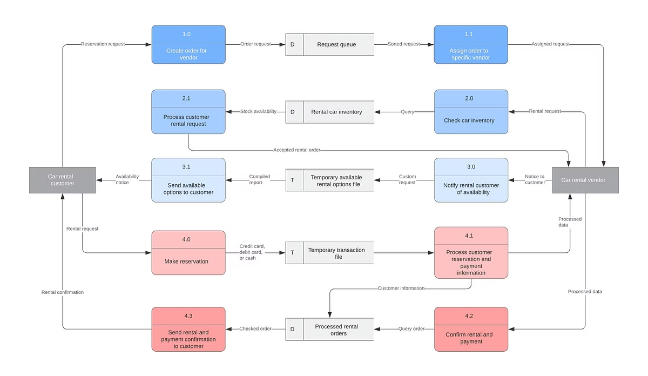 1.0
1.1
Reservation request
Create order for
vendor
Order request
D
Request queue
Sorted request
Assign order to
specific vendor
Assigned request
2.1
2.0
Process customer
rental request
Stock availability
D
Rental car inventory
Query
Check car inventory
Rental request
Accepted rental order
3.1
3.0
Car rental
customer
Availability
notice
Send available
options to customer
Compiled
report
T
Temporary available
rental options file
Custom
request
Notify rental customer
of availability
Notice to
customer
Car rental vendor
Rental request
Processed
data
4.0
4.1
Make reservation
Credit card,
debit card,
or cash
T
Temporary transaction
file
Process customer
reservation and
payment
information
Customer information
Rental confirmation
Processed data
4.3
4.2
Send rental and
payment confirmation
to customer
Checked order
D
Processed rental
orders
Query order
Confirm rental and
payment